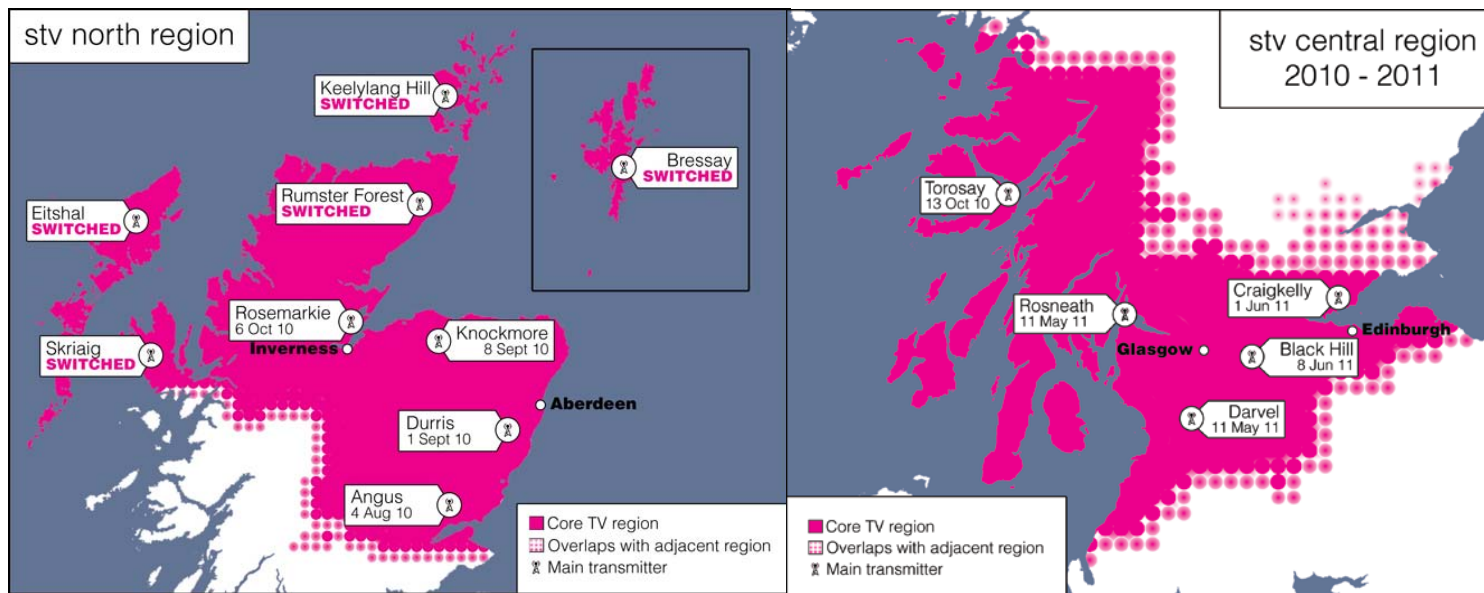 stv north region
Keelylang Hill
SWITCHED
Bressay
SWITCHED
Rumster Forest
SWITCHED
Eitshal
SWITCHED
Rosemarkie
6 Oct 10
Inverness
Knockmore
8 Sept 10
Skriaig
SWITCHED
Aberdeen
Durris
1 Sept 10
Angus
4 Aug 10
Core TV region
Overlaps with adjacent region
Main transmitter
stv central region
2010 - 2011
Torosay
13 Oct 10
Craigkelly
1 Jun 11
Rosneath
11 May 11
Edinburgh
Glasgow
Black Hill
8 Jun 11
Darvel
11 May 11
Core TV region
Overlaps with adjacent region
Main transmitter